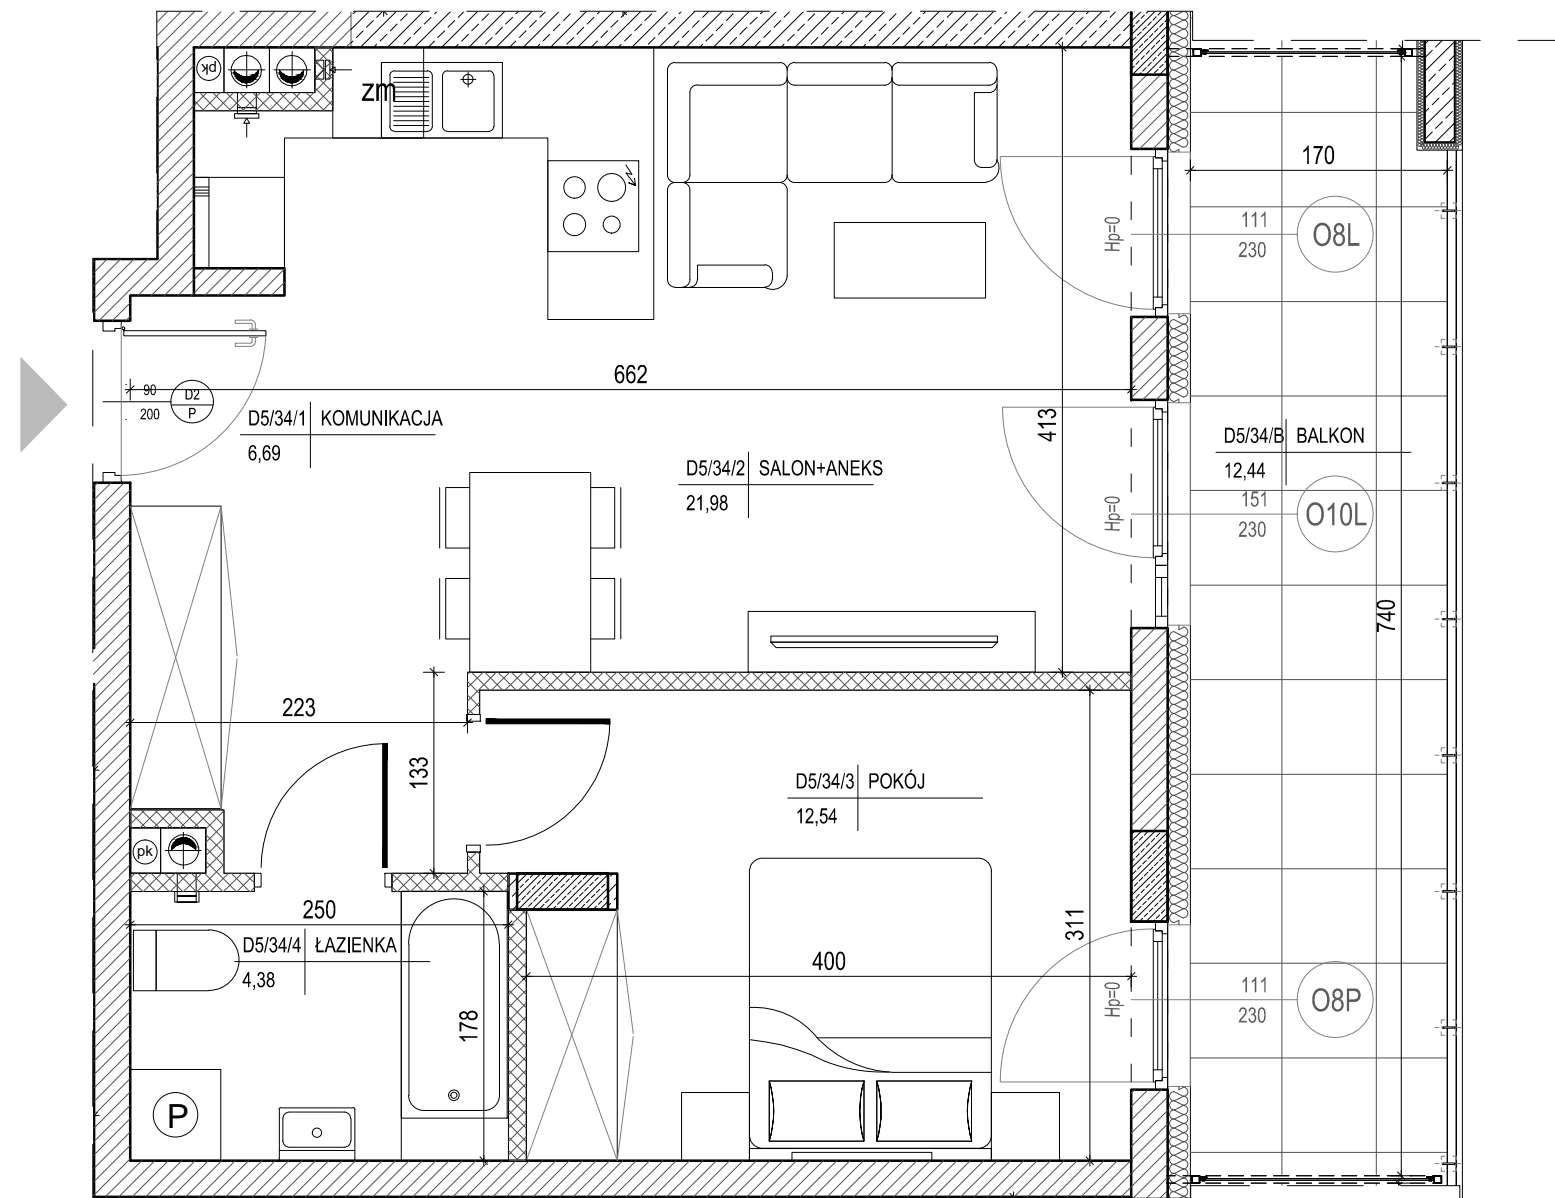 pk
zm
170
111
O8L
230
Hp=0
662
90
D2
200
P
D5/34/1 KOMUNIKACJA
6,69
413
D5/34/B BALKON
12,44
D5/34/2 SALON+ANEKS
21,98
151
O10L
230
Hp=0
740
223
133
D5/34/3 POKÓJ
12,54
pk
250
311
D5/34/4 ŁAZIENKA
4,38
400
111
O8P
230
Hp=0
178
P